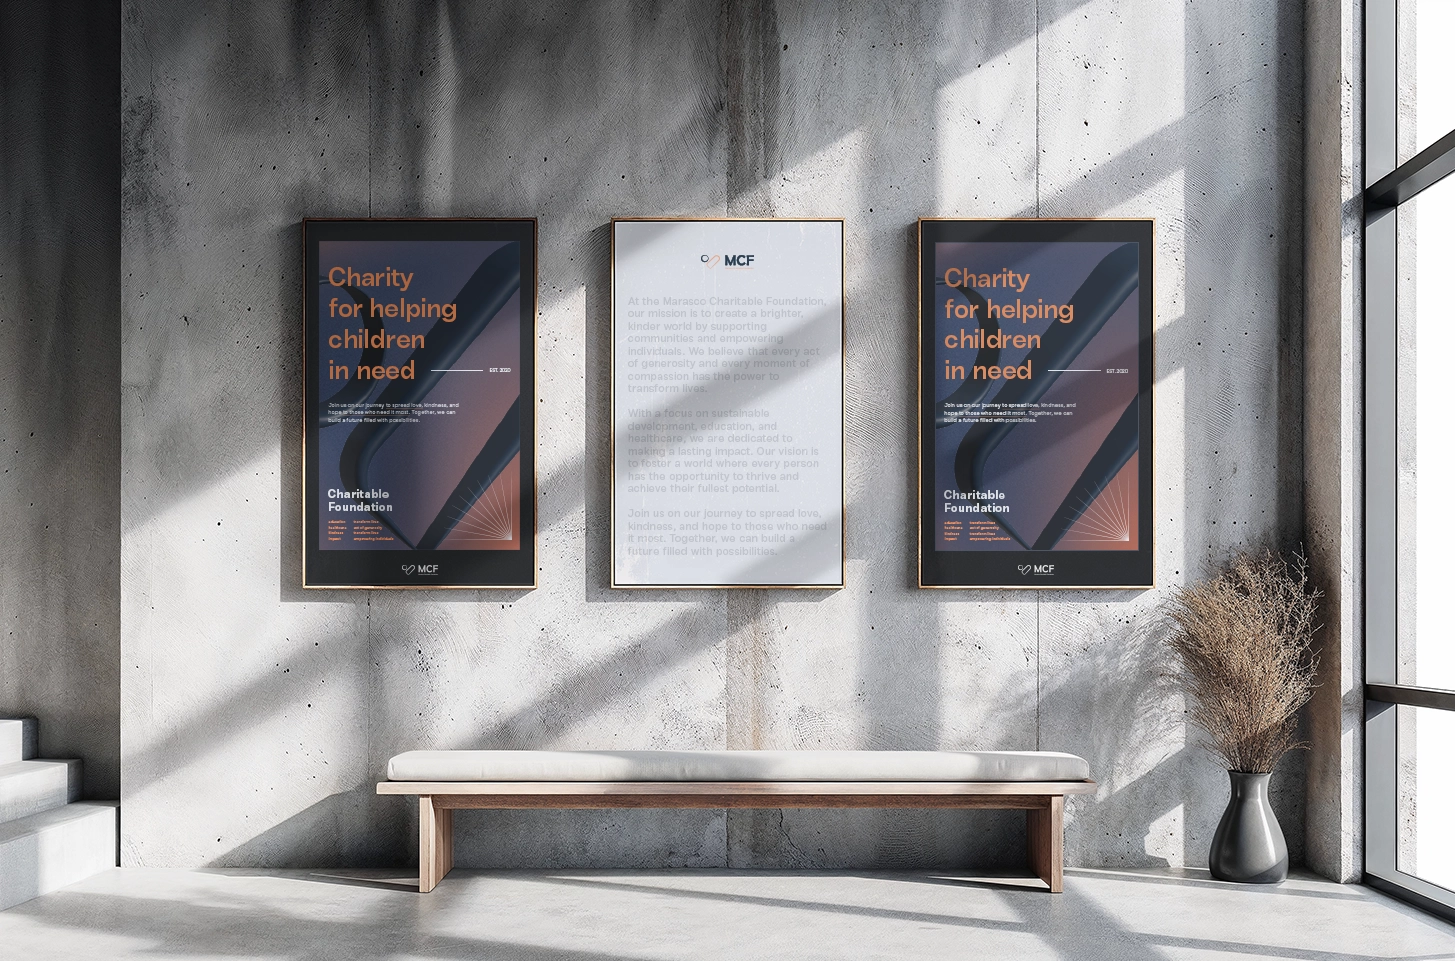 Charity
for helping
children
in need
EST. 2020
Join us on our journey to spread love, kindness, and
hope to those who need it most. Together, we can
build a future filled with possibilities.
Charitable
Foundation
education
healthcare
kindness
impact
transform lives
act of generosity
transform lives
empowering individuals
MCF
MCF
At the Marasco Charitable Foundation,
our mission is to create a brighter,
kinder world by supporting
communities and empowering
individuals. We believe that every act
of generosity and every moment of
compassion has the power to
transform lives.
With a focus on sustainable
development, education, and
healthcare, we are dedicated to
making a lasting impact. Our vision is
to foster a world where every person
has the opportunity to thrive and
achieve their fullest potential.
Join us on our journey to spread love,
kindness, and hope to those who need
it most. Together, we can build a
future filled with possibilities.
Charity
for helping
children
in need
EST. 2020
Join us on our journey to spread love, kindness, and
hope to those who need it most. Together, we can
build a future filled with possibilities.
Charitable
Foundation
education
healthcare
kindness
impact
transform lives
act of generosity
transform lives
empowering individuals
MCF